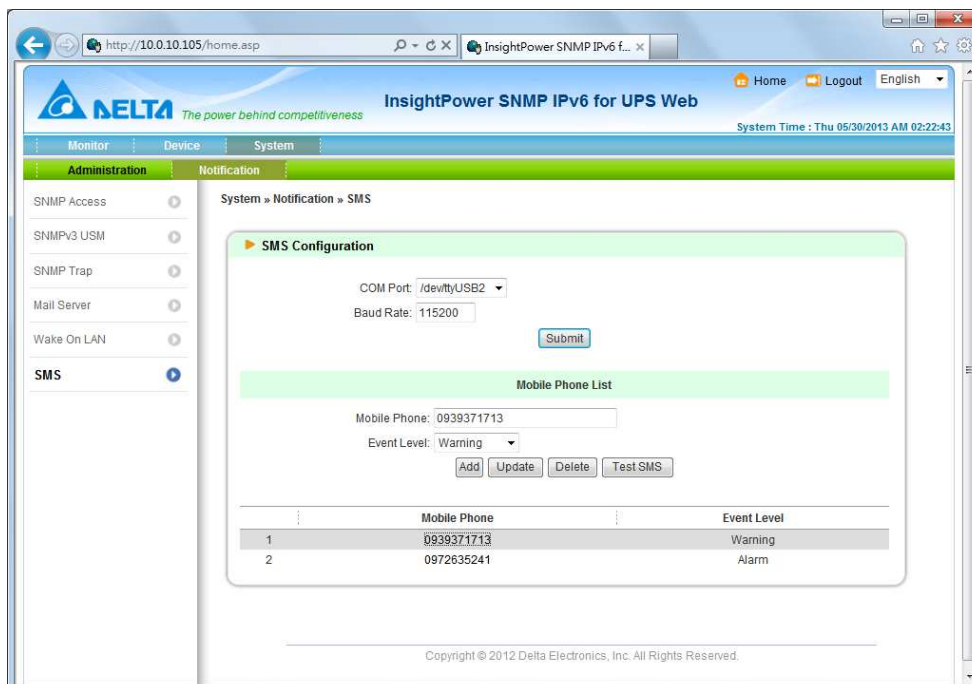 http://10.0.10.105/home.asp
InsightPower SNMP IPv6 f...
DELTA
The power behind competitiveness
InsightPower SNMP IPv6 for UPS Web
Home
Logout
English
System Time : Thu 05/30/2013 AM 02:22:43
Monitor
Device
System
Administration
Notification
SNMP Access
SNMPv3 USM
SNMP Trap
Mail Server
Wake On LAN
SMS
System » Notification » SMS
SMS Configuration
COM Port: /dev/ttyUSB2
Baud Rate: 115200
Submit
Mobile Phone List
Mobile Phone: 0939371713
Event Level: Warning
Add Update Delete Test SMS
Mobile Phone Event Level
1 0939371713 Warning
2 0972635241 Alarm
Copyright © 2012 Delta Electronics, Inc. All Rights Reserved.